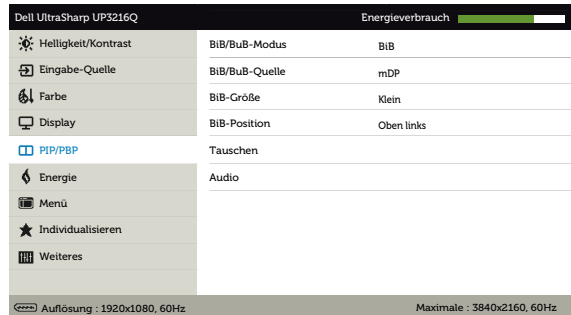 Dell UltraSharp UP3216Q Energieverbrauch
Helligkeit/Kontrast BiB/BuB-Modus BiB
Eingabe-Quelle BiB/BuB-Quelle mDP
Farbe BiB-Größe Klein
Display BiB-Position Oben links
PIP/PBP Tauschen
Energie Audio
Menü
Individualisieren
Weiteres
Auflösung : 1920x1080, 60Hz Maximale : 3840x2160, 60Hz